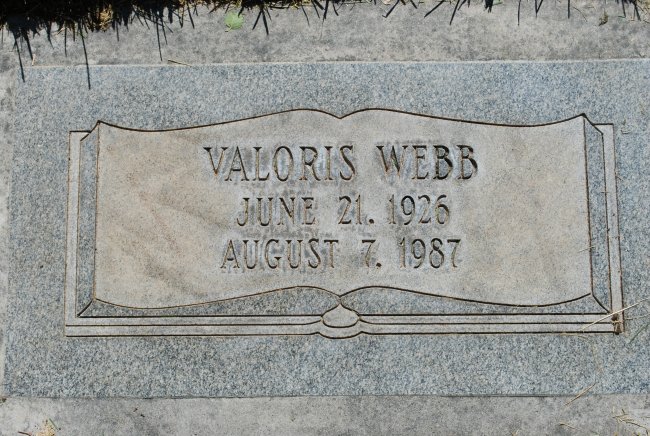 VALORIS WEBB
JUNE 21. 1926
AUGUST 7. 1987